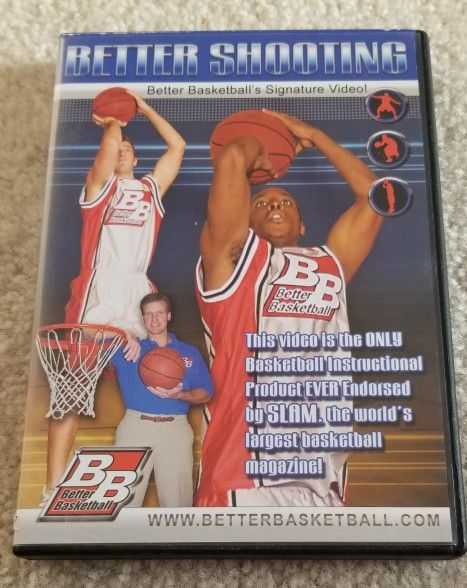 BETTER SHOOTING
Better Basketball's Signature Video!
BB
Better
Basketball
BB
Better
Basketball
This video is the ONLY
Basketball Instructional
Product EVER Endorsed
by SLAM, the world's
largest basketball
magazine!
BB
Better
Basketball
WWW.BETTERBASKETBALL.COM